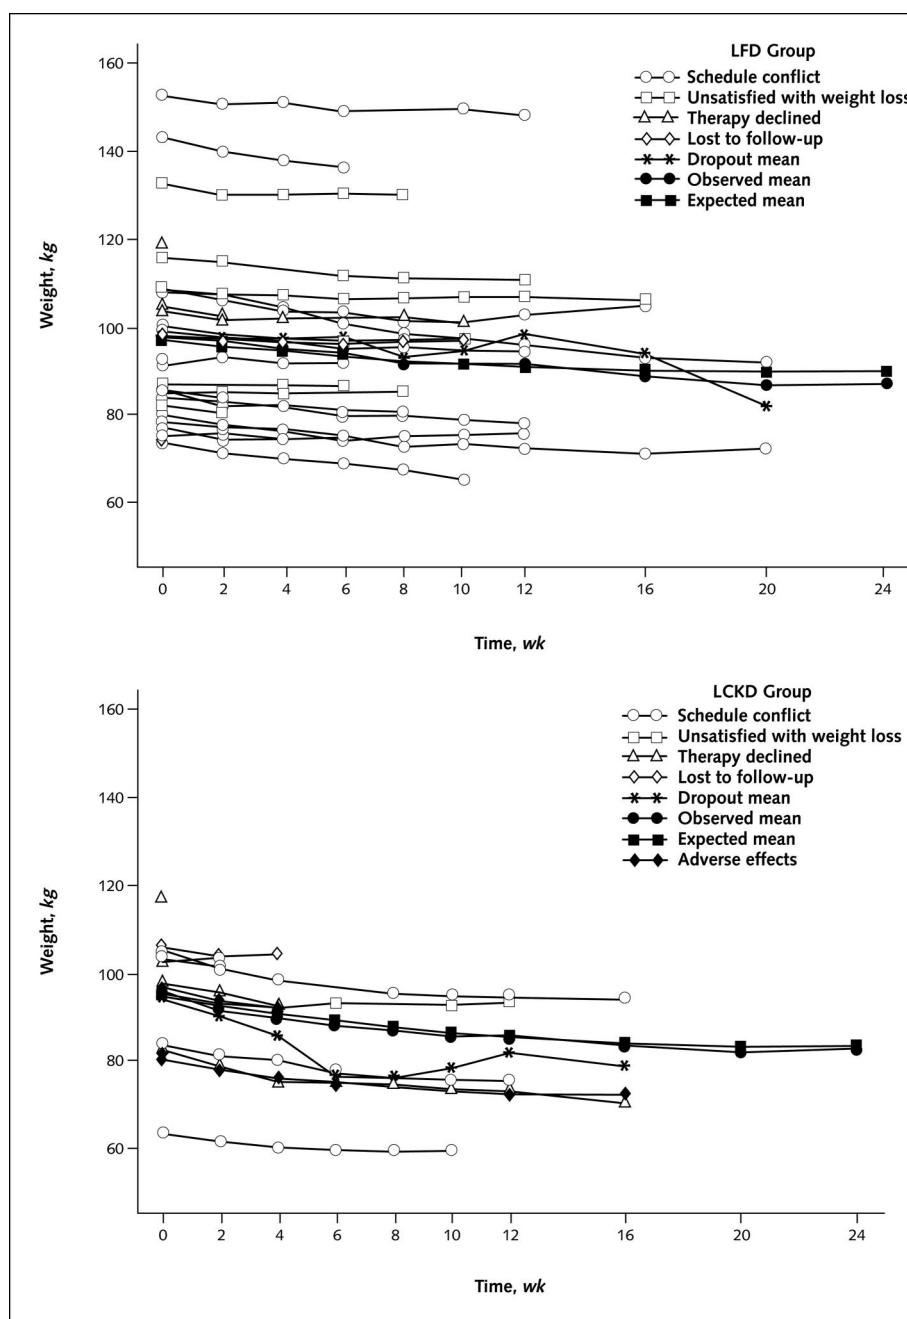 LFD Group
Schedule conflict
Unsatisfied with weight loss
Therapy declined
Lost to follow-up
Dropout mean
Observed mean
Expected mean
160
140
120
100
80
60
Weight, kg
0 2 4 6 8 10 12 16 20 24
Time, wk
LCKD Group
Schedule conflict
Unsatisfied with weight loss
Therapy declined
Lost to follow-up
Dropout mean
Observed mean
Expected mean
Adverse effects
160
140
120
100
80
60
Weight, kg
0 2 4 6 8 10 12 16 20 24
Time, wk